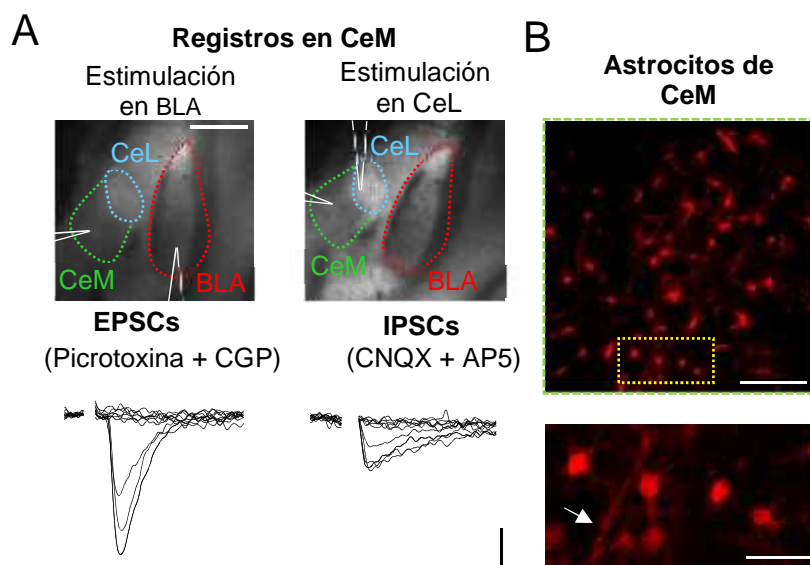 A
Registros en CeM
Estimulación
en BLA
Estimulación
en CeL
CeL
CeM
BLA
CeL
CeM
BLA
EPSCs
(Picrotoxina + CGP)
IPSCs
(CNQX + AP5)
B
Astrocitos de
CeM